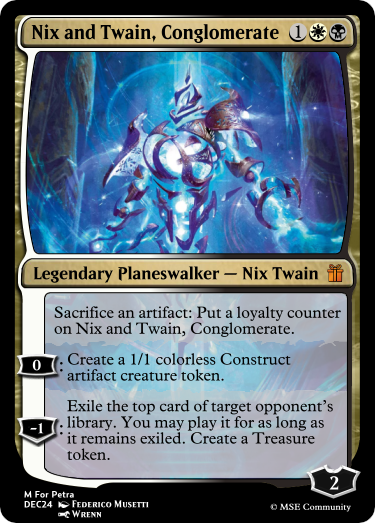 Nix and Twain, Conglomerate 1
Legendary Planeswalker — Nix Twain
Sacrifice an artifact: Put a loyalty counter
on Nix and Twain, Conglomerate.
0 : Create a 1/1 colorless Construct
artifact creature token.
-1 : Exile the top card of target opponent's
library. You may play it for as long as
it remains exiled. Create a Treasure
token.
2
M For Petra
DEC24 Federico Musetti
Wrenn
© MSE Community